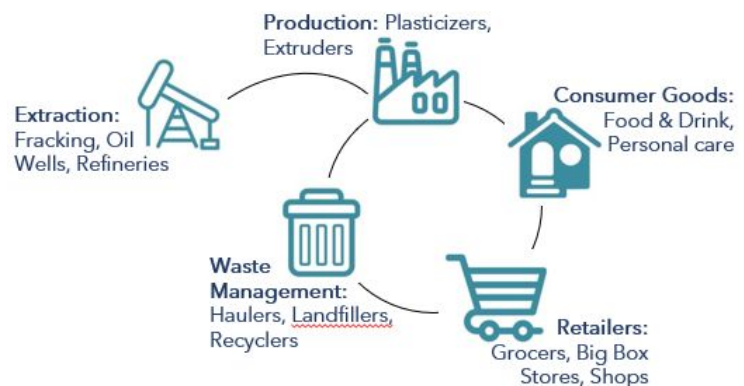 Production: Plasticizers,
Extruders
Extraction:
Fracking, Oil
Wells, Refineries
Consumer Goods:
Food & Drink,
Personal care
Waste
Management:
Haulers, Landfillers,
Recyclers
Retailers:
Grocers, Big Box
Stores, Shops